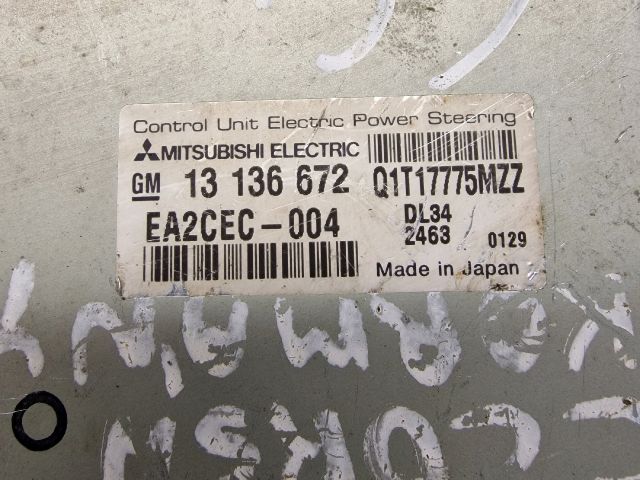 Control Unit Electric Power Steering
MITSUBISHI ELECTRIC
GM 13 136 672 Q1T17775MZZ
EA2CEC-004 DL34
2463 0129
Made in Japan
CORSA